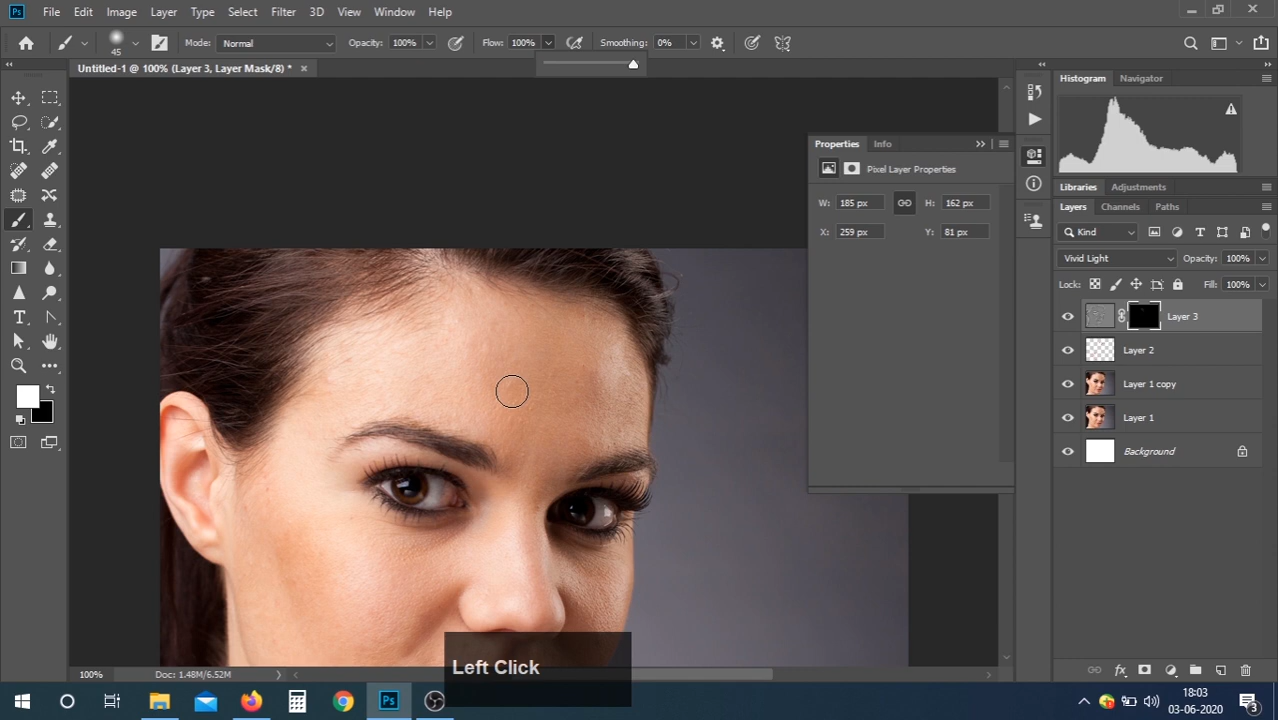 Ps File Edit Image Layer Type Select Filter 3D View Window Help
45 Mode: Normal Opacity: 100% Flow: 100% Smoothing: 0%
Untitled-1 @ 100% (Layer 3, Layer Mask/8) *
Histogram Navigator
Properties Info
Pixel Layer Properties
W: 185 px H: 162 px
X: 259 px Y: 81 px
Libraries Adjustments
Layers Channels Paths
Kind
Vivid Light Opacity: 100%
Lock: Fill: 100%
Layer 3
Layer 2
Layer 1 copy
Layer 1
Background
Left Click
100% Doc: 1.48M/6.52M
Ps
18:03
03-06-2020
3